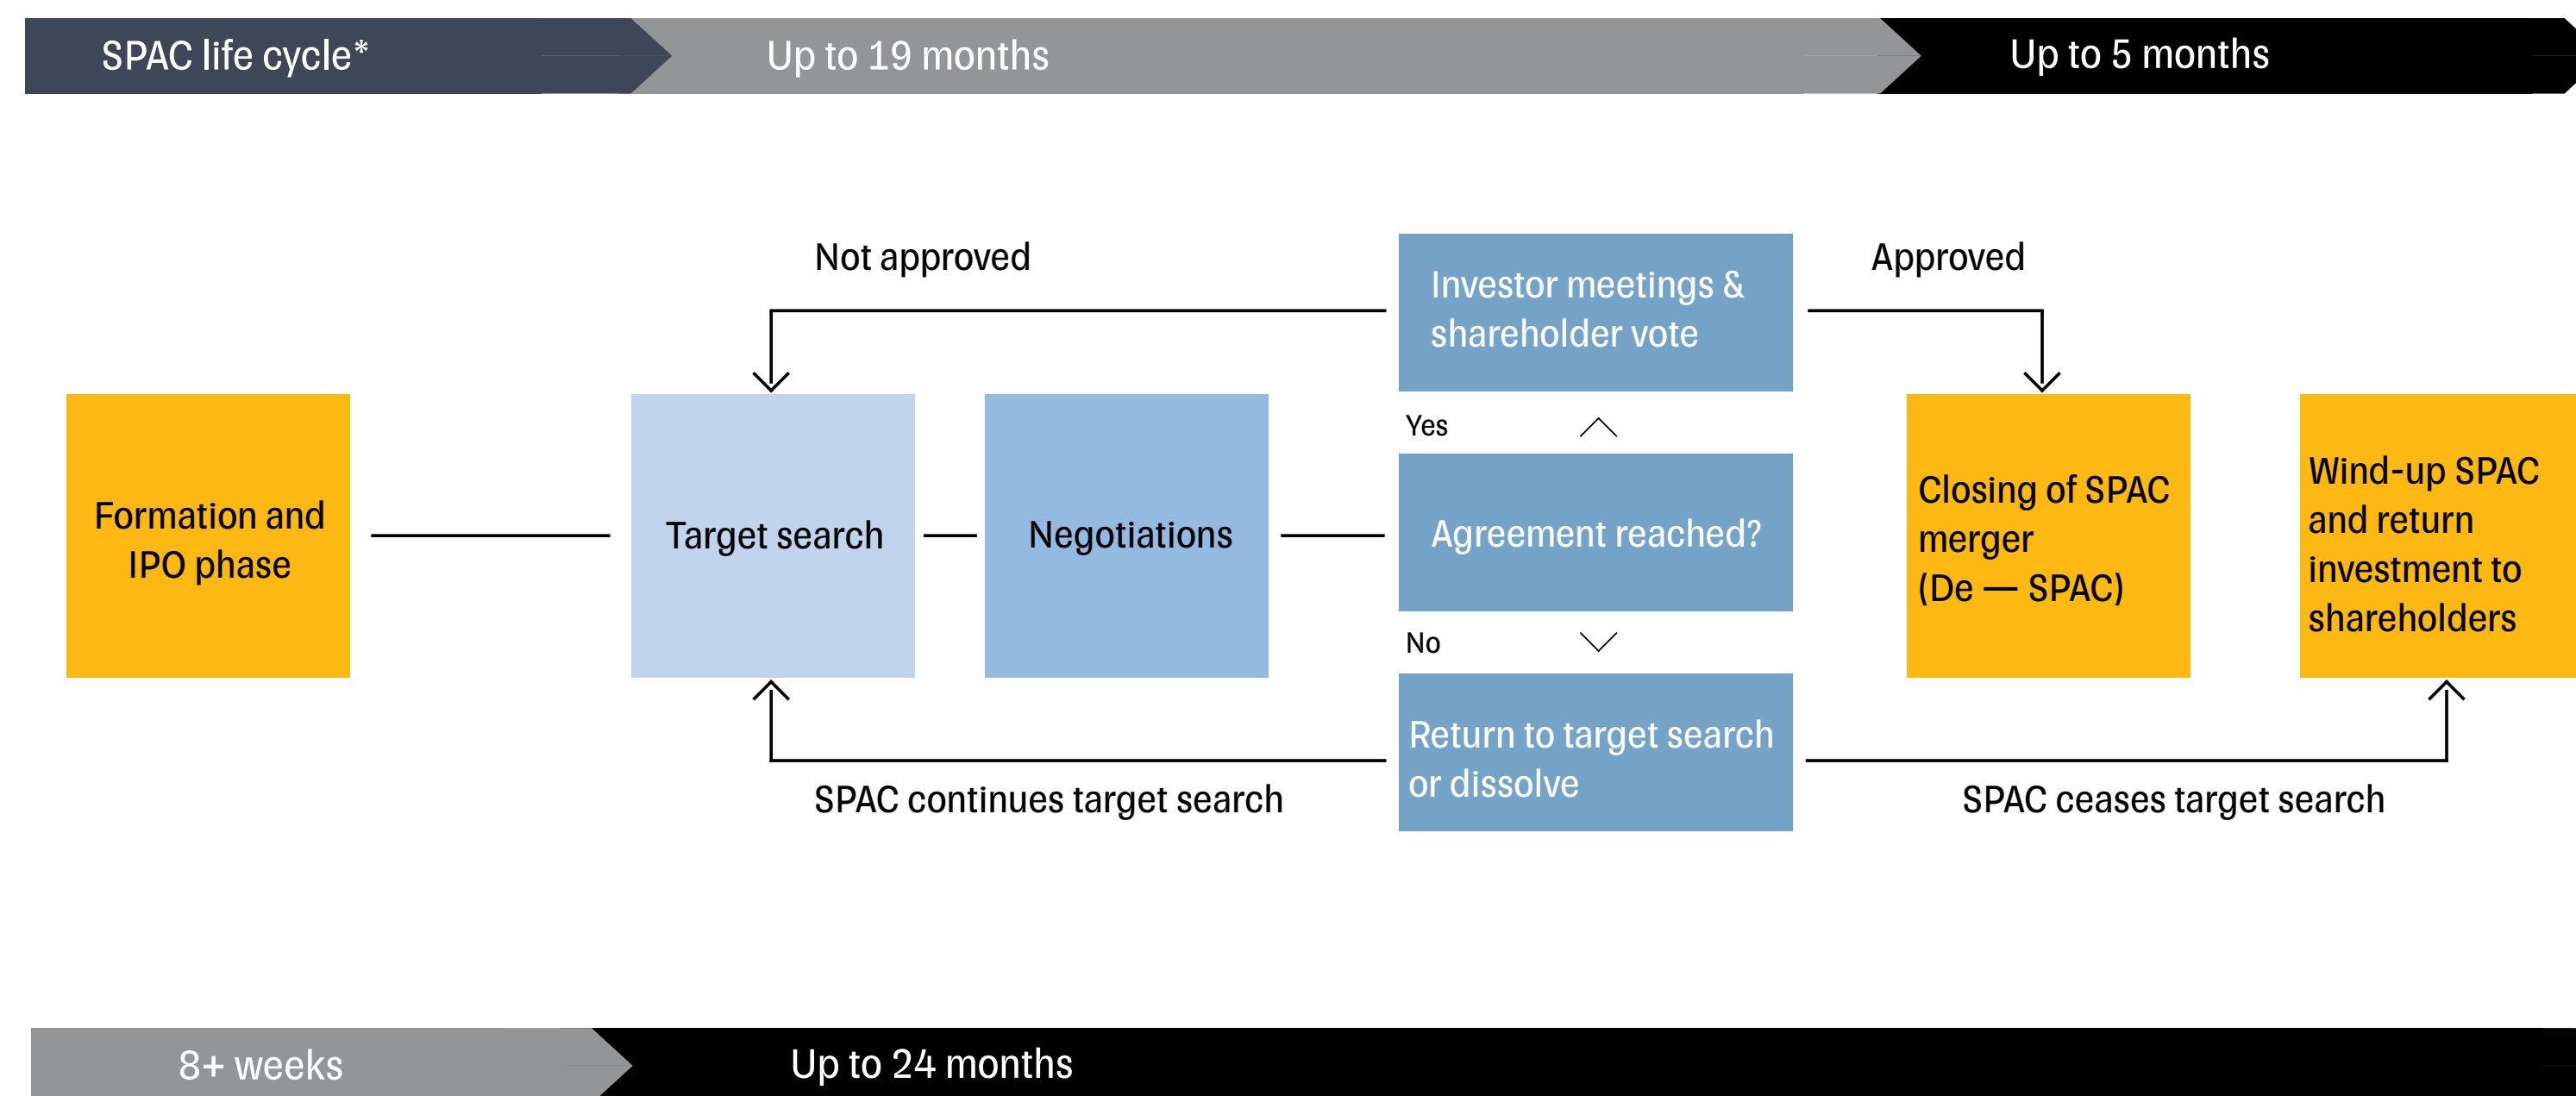 SPAC life cycle*
Up to 19 months
Up to 5 months
Not approved
Investor meetings &
shareholder vote
Approved
Formation and
IPO phase
Target search
Negotiations
Yes
Agreement reached?
No
Return to target search
or dissolve
Closing of SPAC
merger
(De — SPAC)
Wind-up SPAC
and return
investment to
shareholders
SPAC continues target search
SPAC ceases target search
8+ weeks
Up to 24 months